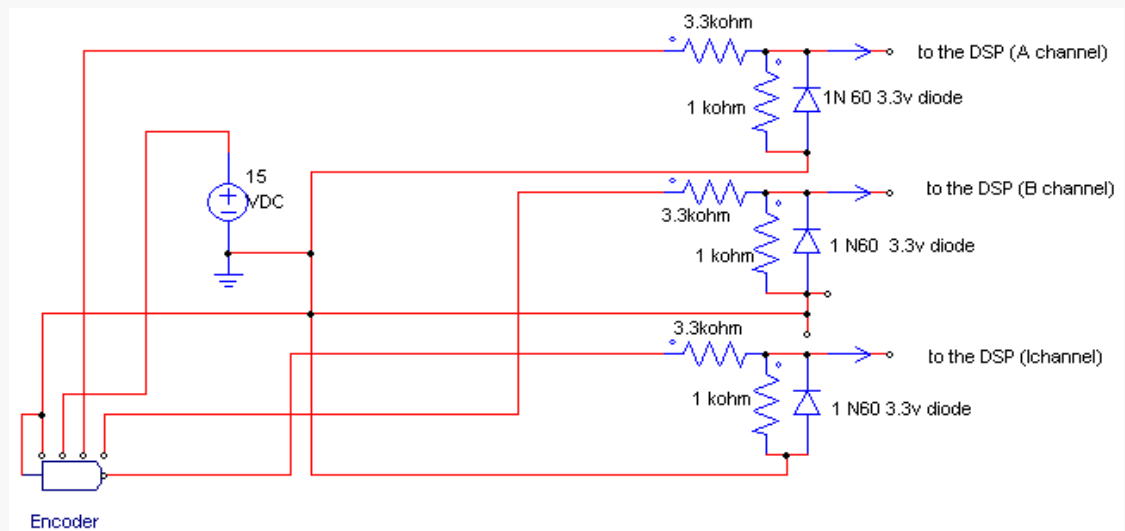 3.3kohm
to the DSP (A channel)
1N 60 3.3v diode
1 kohm
15
VDC
to the DSP (B channel)
3.3kohm
1 N60 3.3v diode
1 kohm
3.3kohm
to the DSP (Ichannel)
1 kohm
1 N60 3.3v diode
Encoder